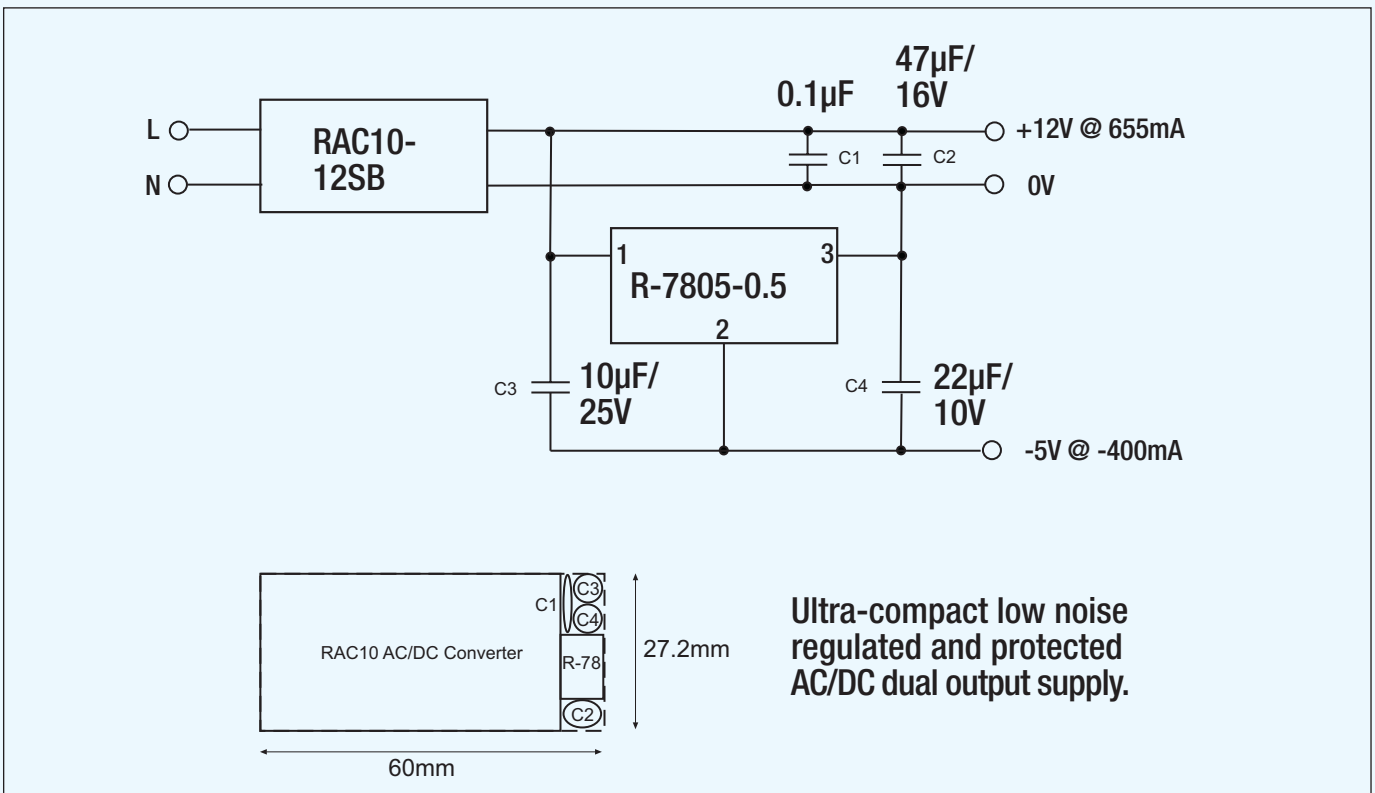 47µF/
16V
0.1µF
L
RAC10-
12SB
+12V @ 655mA
C1
C2
N
0V
1
3
R-7805-0.5
2
C3
10µF/
25V
C4
22µF/
10V
-5V @ -400mA
C1
C3
C4
RAC10 AC/DC Converter
R-78
C2
27.2mm
60mm
Ultra-compact low noise
regulated and protected
AC/DC dual output supply.